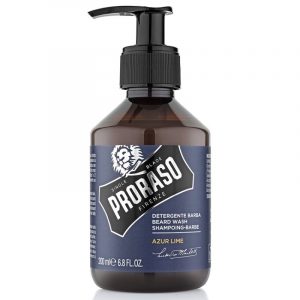 SINGLE BLADE
PRORASO
FIRENZE
DETERGENTE BARBA
BEARD WASH
SHAMPOING-BARBE
AZUR LIME
200 ml ℮ 6.8 FL. OZ.